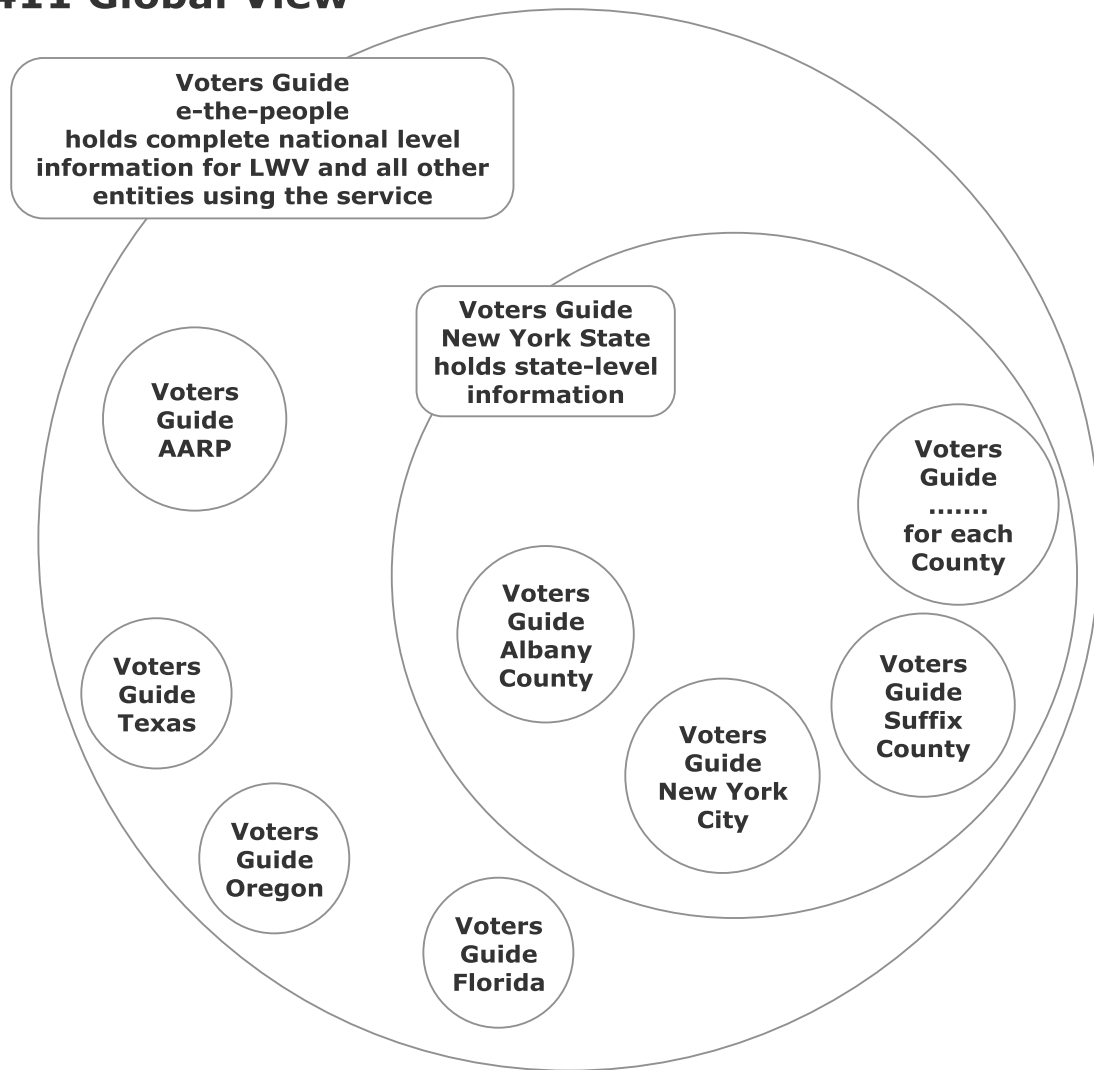 411 Global View
Voters Guide
e-the-people
holds complete national level
information for LWV and all other
entities using the service
Voters Guide
New York State
holds state-level
information
Voters
Guide
AARP
Voters
Guide
.......
for each
County
Voters
Guide
Albany
County
Voters
Guide
Texas
Voters
Guide
Suffix
County
Voters
Guide
New York
City
Voters
Guide
Oregon
Voters
Guide
Florida